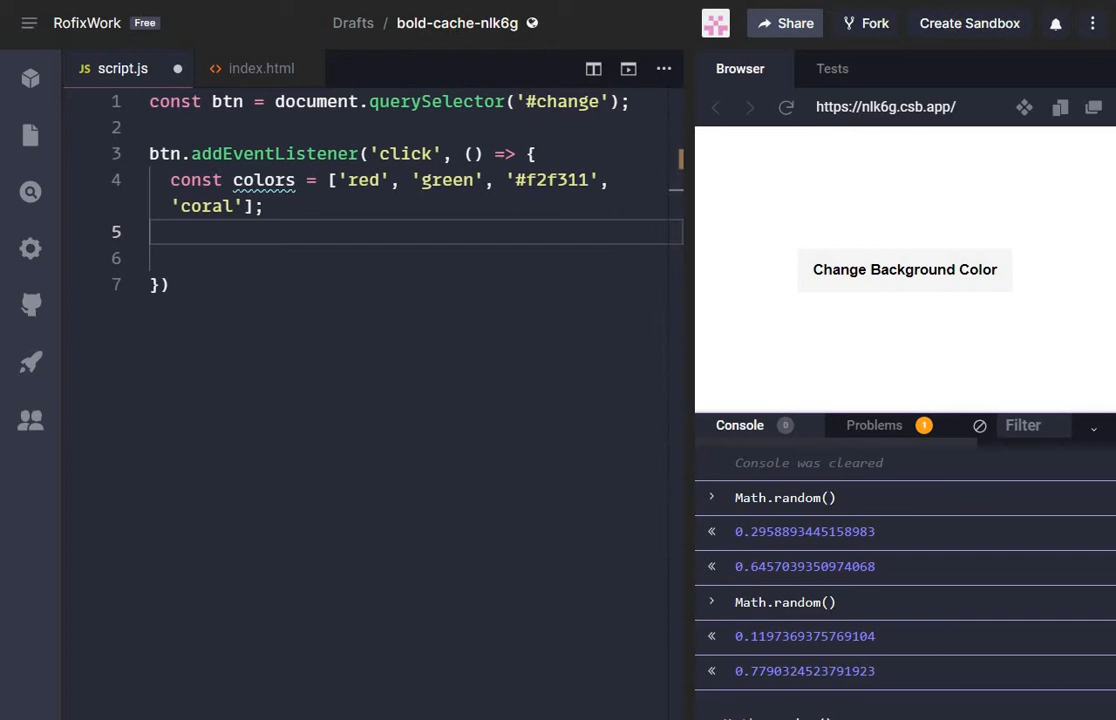 RofixWork Free
Drafts / bold-cache-nlk6g
Share
Fork
Create Sandbox
JS script.js
<> index.html
1 const btn = document.querySelector('#change');
2
3 btn.addEventListener('click', () => {
4 const colors = ['red', 'green', '#f2f311',
'coral'];
5
6
7 })
Browser
Tests
https://nlk6g.csb.app/
Change Background Color
Console 0
Problems 1
Filter
Console was cleared
Math.random()
0.2958893445158983
0.6457039350974068
Math.random()
0.1197369375769104
0.7790324523791923